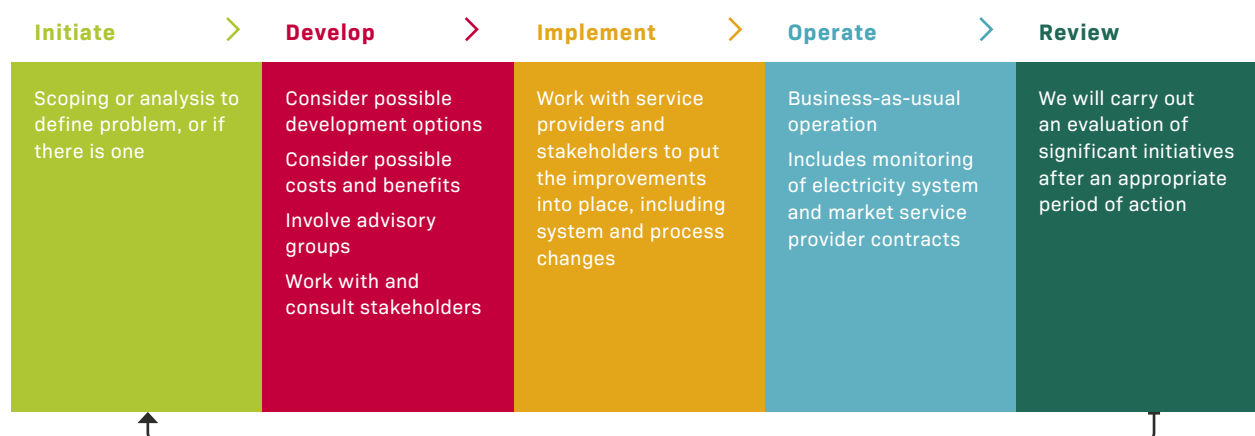 Initiate
Develop
Implement
Operate
Review
Scoping or analysis to
define problem, or if
there is one
Consider possible
development options
Consider possible
costs and benefits
Involve advisory
groups
Work with and
consult stakeholders
Work with service
providers and
stakeholders to put
the improvements
into place, including
system and process
changes
Business-as-usual
operation
Includes monitoring
of electricity system
and market service
provider contracts
We will carry out
an evaluation of
significant initiatives
after an appropriate
period of action